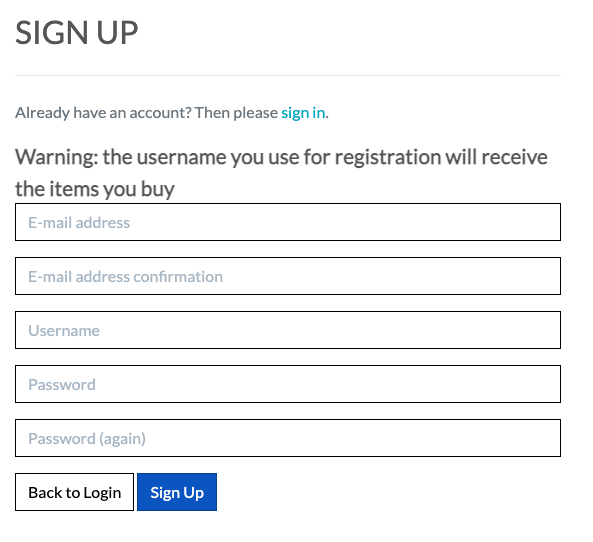 SIGN UP
Already have an account? Then please sign in.
Warning: the username you use for registration will receive
the items you buy
E-mail address
E-mail address confirmation
Username
Password
Password (again)
Back to Login Sign Up